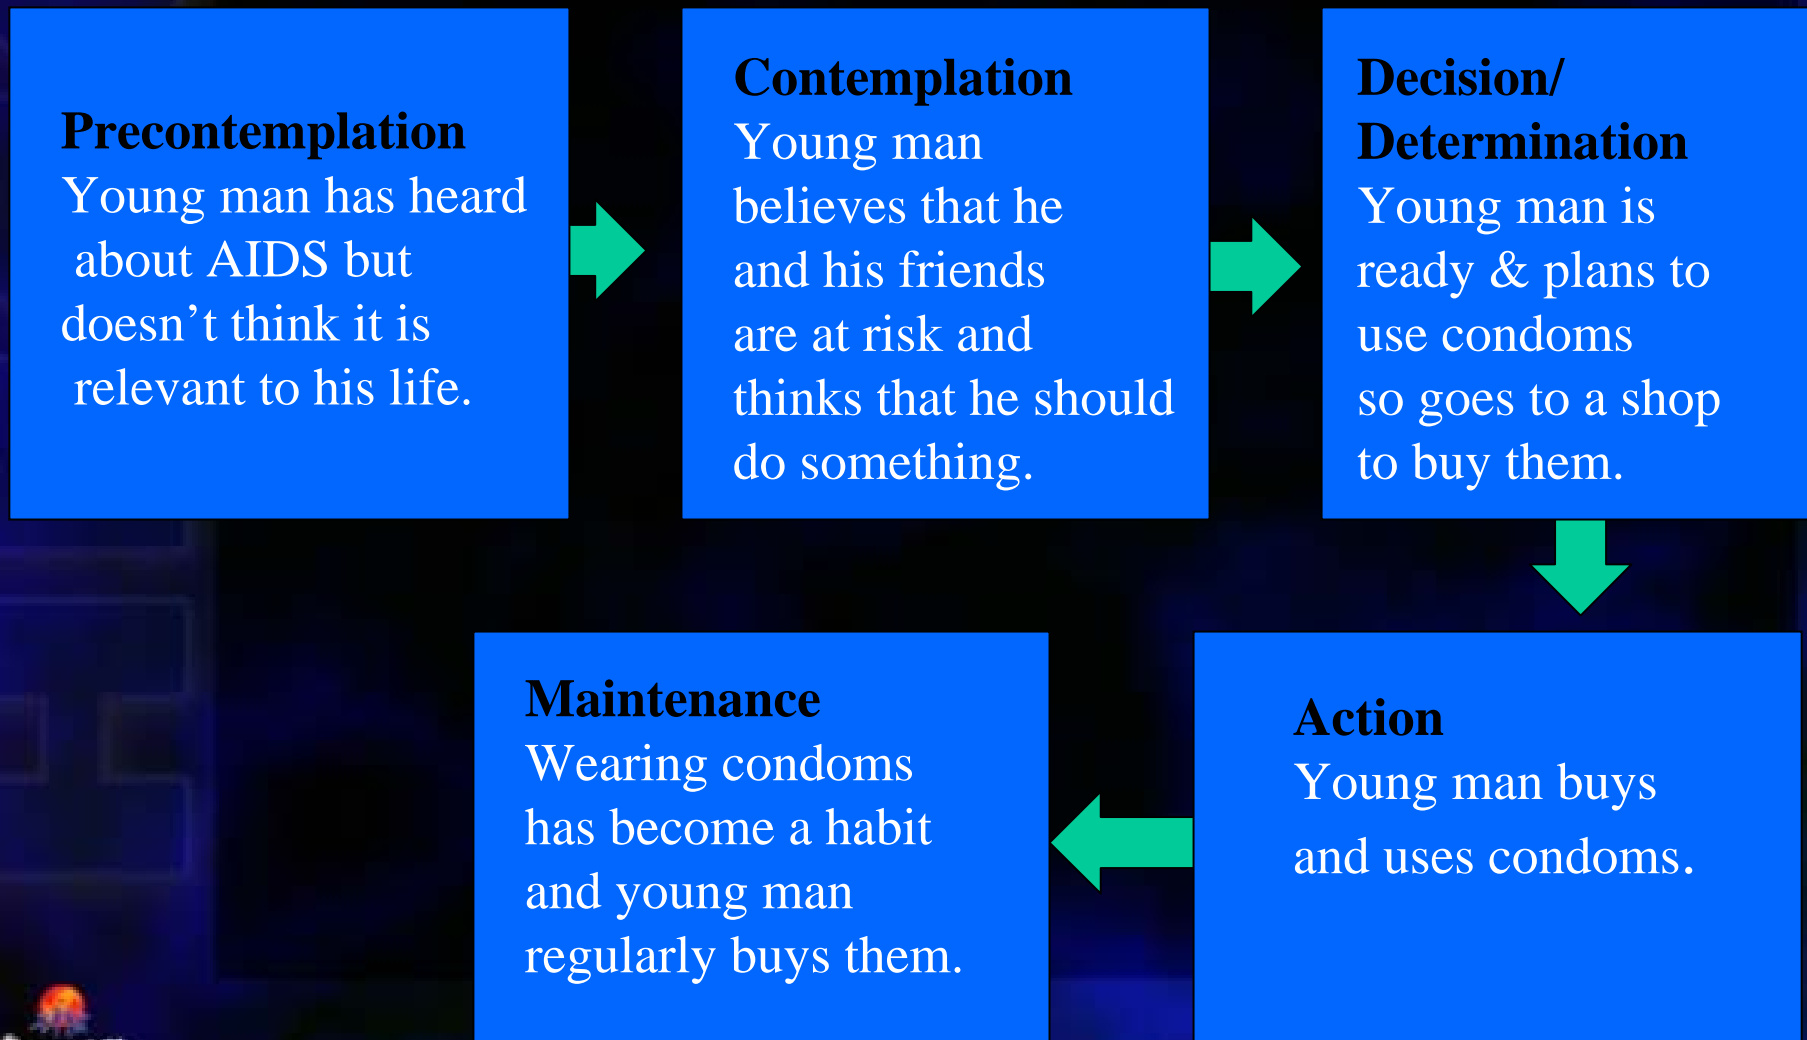 Precontemplation
Young man has heard
about AIDS but
doesn’t think it is
relevant to his life.
Contemplation
Young man
believes that he
and his friends
are at risk and
thinks that he should
do something.
Decision/
Determination
Young man is
ready & plans to
use condoms
so goes to a shop
to buy them.
Action
Young man buys
and uses condoms.
Maintenance
Wearing condoms
has become a habit
and young man
regularly buys them.